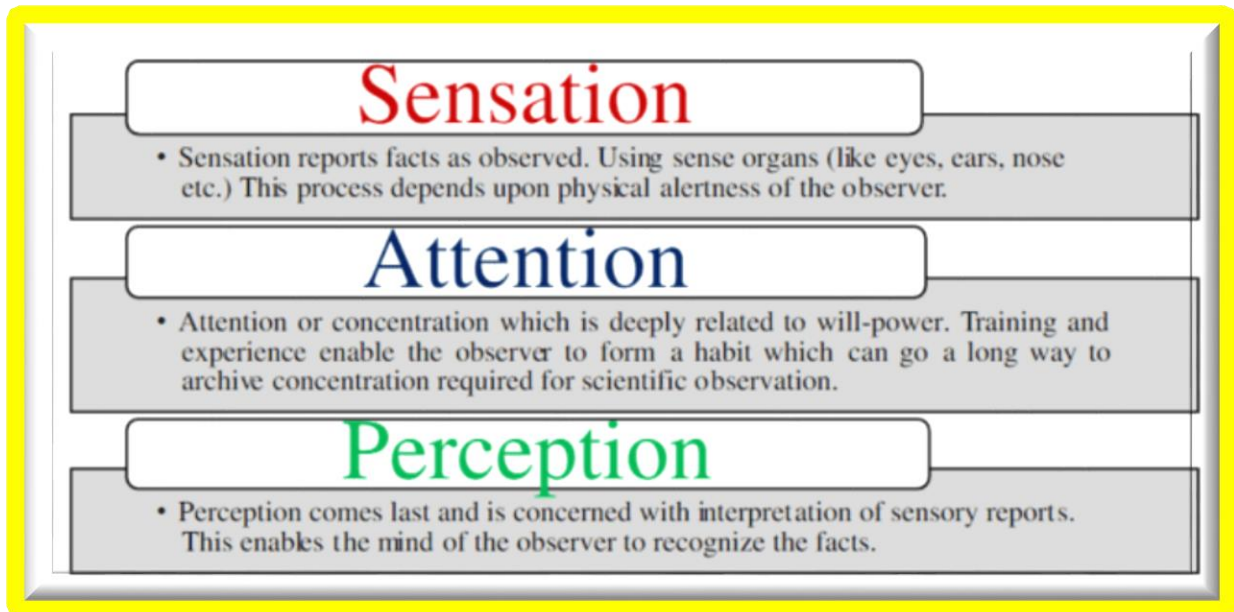 Sensation
• Sensation reports facts as observed. Using sense organs (like eyes, ears, nose
etc.) This process depends upon physical alertness of the observer.
Attention
• Attention or concentration which is deeply related to will-power. Training and
experience enable the observer to form a habit which can go a long way to
archive concentration required for scientific observation.
Perception
• Perception comes last and is concerned with interpretation of sensory reports.
This enables the mind of the observer to recognize the facts.